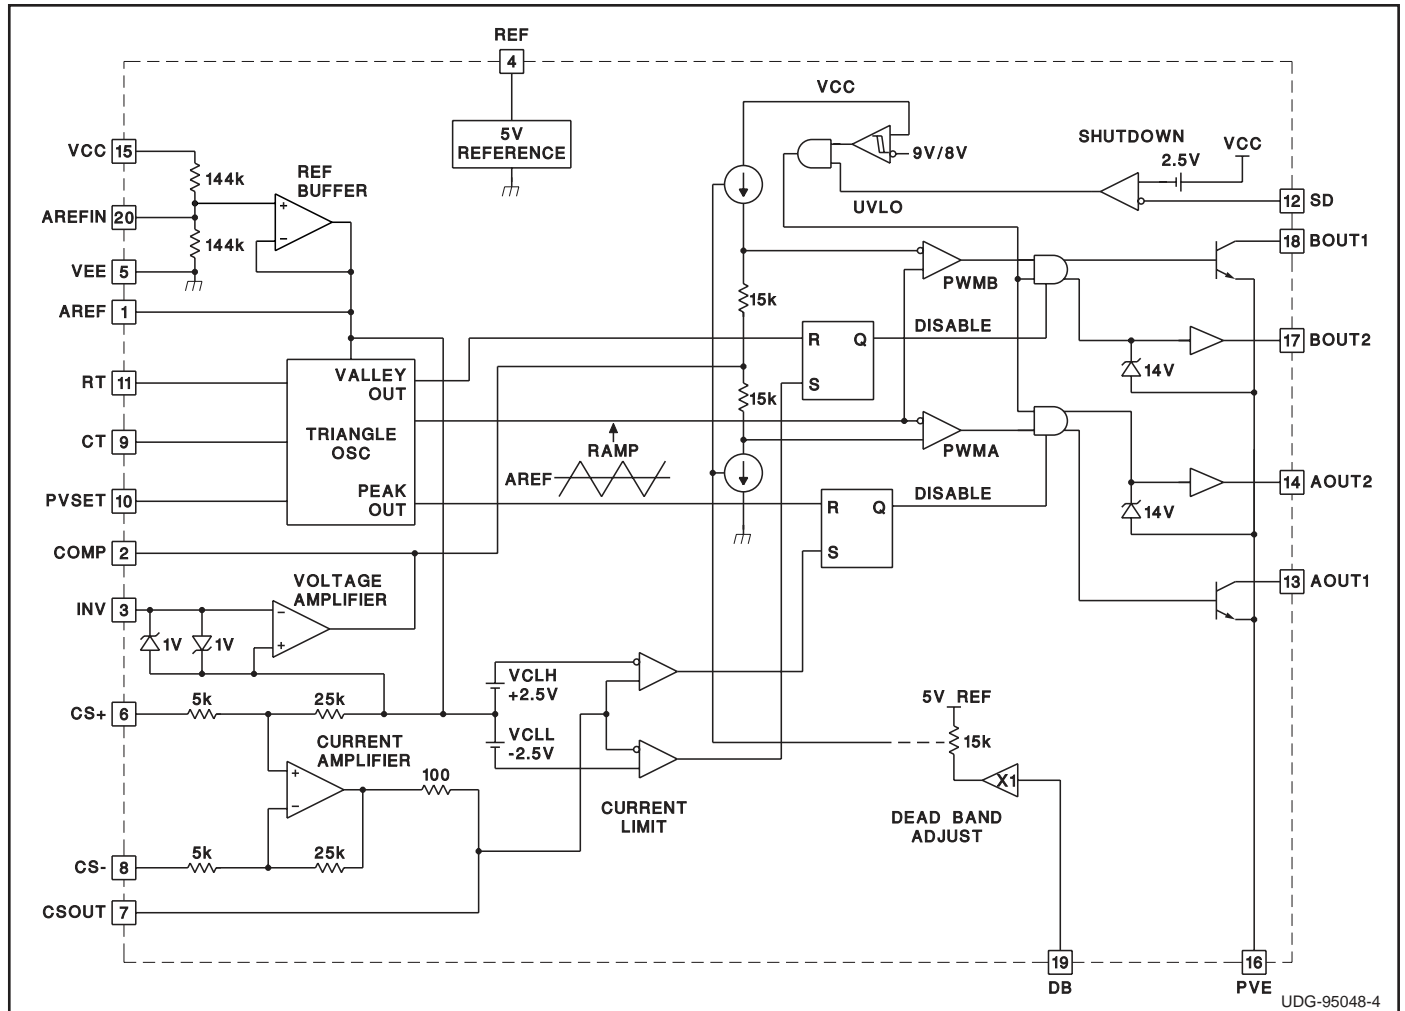 REF
4
5V
REFERENCE
VCC 15
144k
REF
BUFFER
+
−
AREFIN 20
144k
VEE 5
AREF 1
VCC
9V/8V
UVLO
SHUTDOWN
2.5V
VCC
12 SD
18 BOUT1
PWMB
15k
DISABLE
R Q
S
17 BOUT2
14V
RT 11
VALLEY
OUT
CT 9
TRIANGLE
OSC
PVSET 10
PEAK
OUT
RAMP
AREF
15k
PWMA
DISABLE
R Q
S
14 AOUT2
14V
COMP 2
VOLTAGE
AMPLIFIER
INV 3
1V
1V
−
+
13 AOUT1
CS+ 6
5k
25k
VCLH
+2.5V
VCLL
-2.5V
CURRENT
AMPLIFIER
+
−
100
CURRENT
LIMIT
5V REF
15k
X1
DEAD BAND
ADJUST
CS- 8
5k
25k
CSOUT 7
19
DB
16
PVE
UDG-95048-4